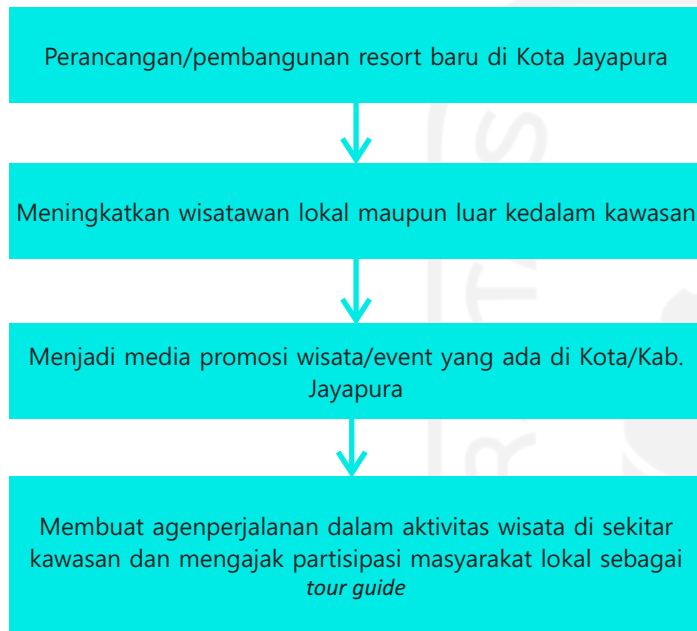 Perancangan/pembangunan resort baru di Kota Jayapura
Meningkatkan wisatawan lokal maupun luar kedalam kawasan
Menjadi media promosi wisata/event yang ada di Kota/Kab.
Jayapura
Membuat agenperjalanan dalam aktivitas wisata di sekitar
kawasan dan mengajak partisipasi masyarakat lokal sebagai
tour guide